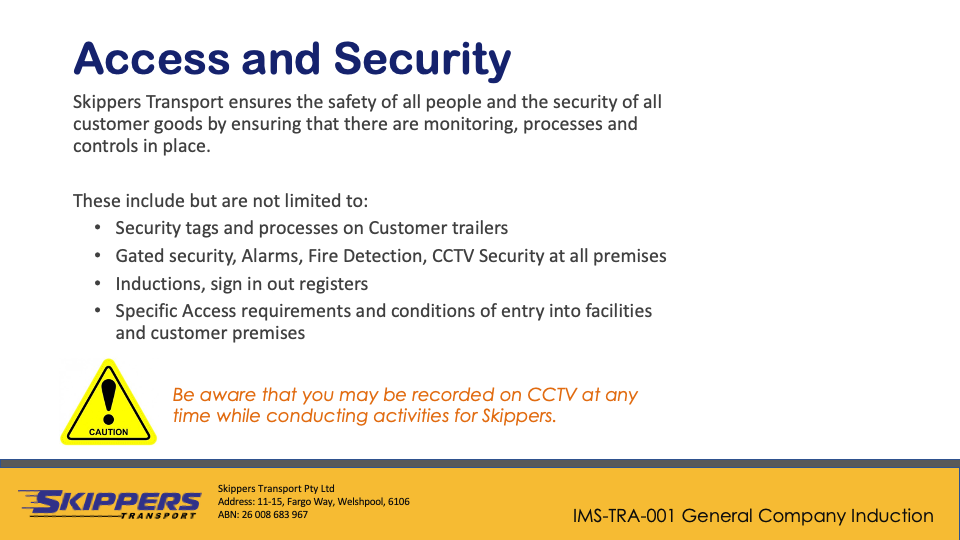 Access and Security
Skippers Transport ensures the safety of all people and the security of all
customer goods by ensuring that there are monitoring, processes and
controls in place.
These include but are not limited to:
• Security tags and processes on Customer trailers
• Gated security, Alarms, Fire Detection, CCTV Security at all premises
• Inductions, sign in out registers
• Specific Access requirements and conditions of entry into facilities
and customer premises
CAUTION
Be aware that you may be recorded on CCTV at any
time while conducting activities for Skippers.
SKIPPERS
TRANSPORT
Skippers Transport Pty Ltd
Address: 11-15, Fargo Way, Welshpool, 6106
ABN: 26 008 683 967
IMS-TRA-001 General Company Induction